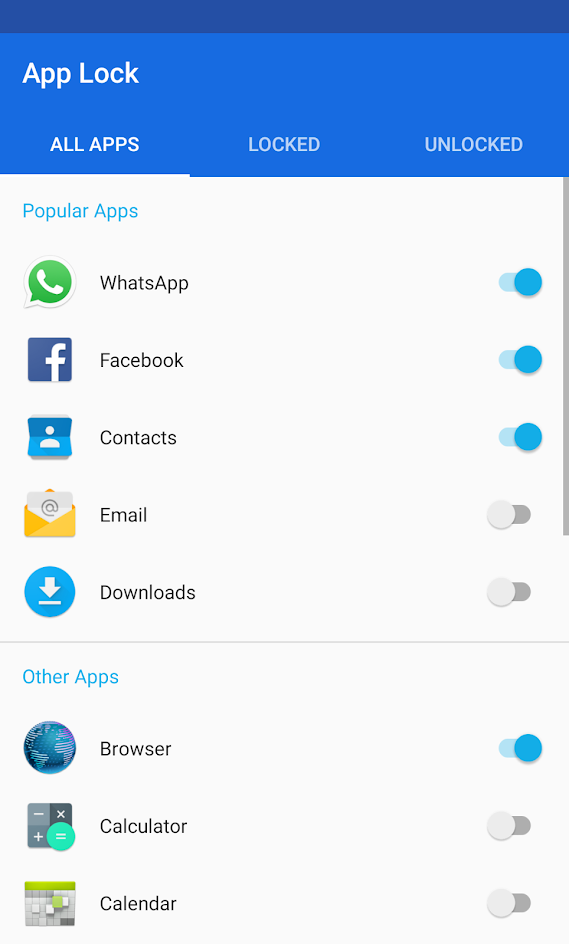 App Lock
ALL APPS LOCKED UNLOCKED
Popular Apps
WhatsApp
Facebook
Contacts
@
Email
Downloads
Other Apps
Browser
Calculator
Calendar